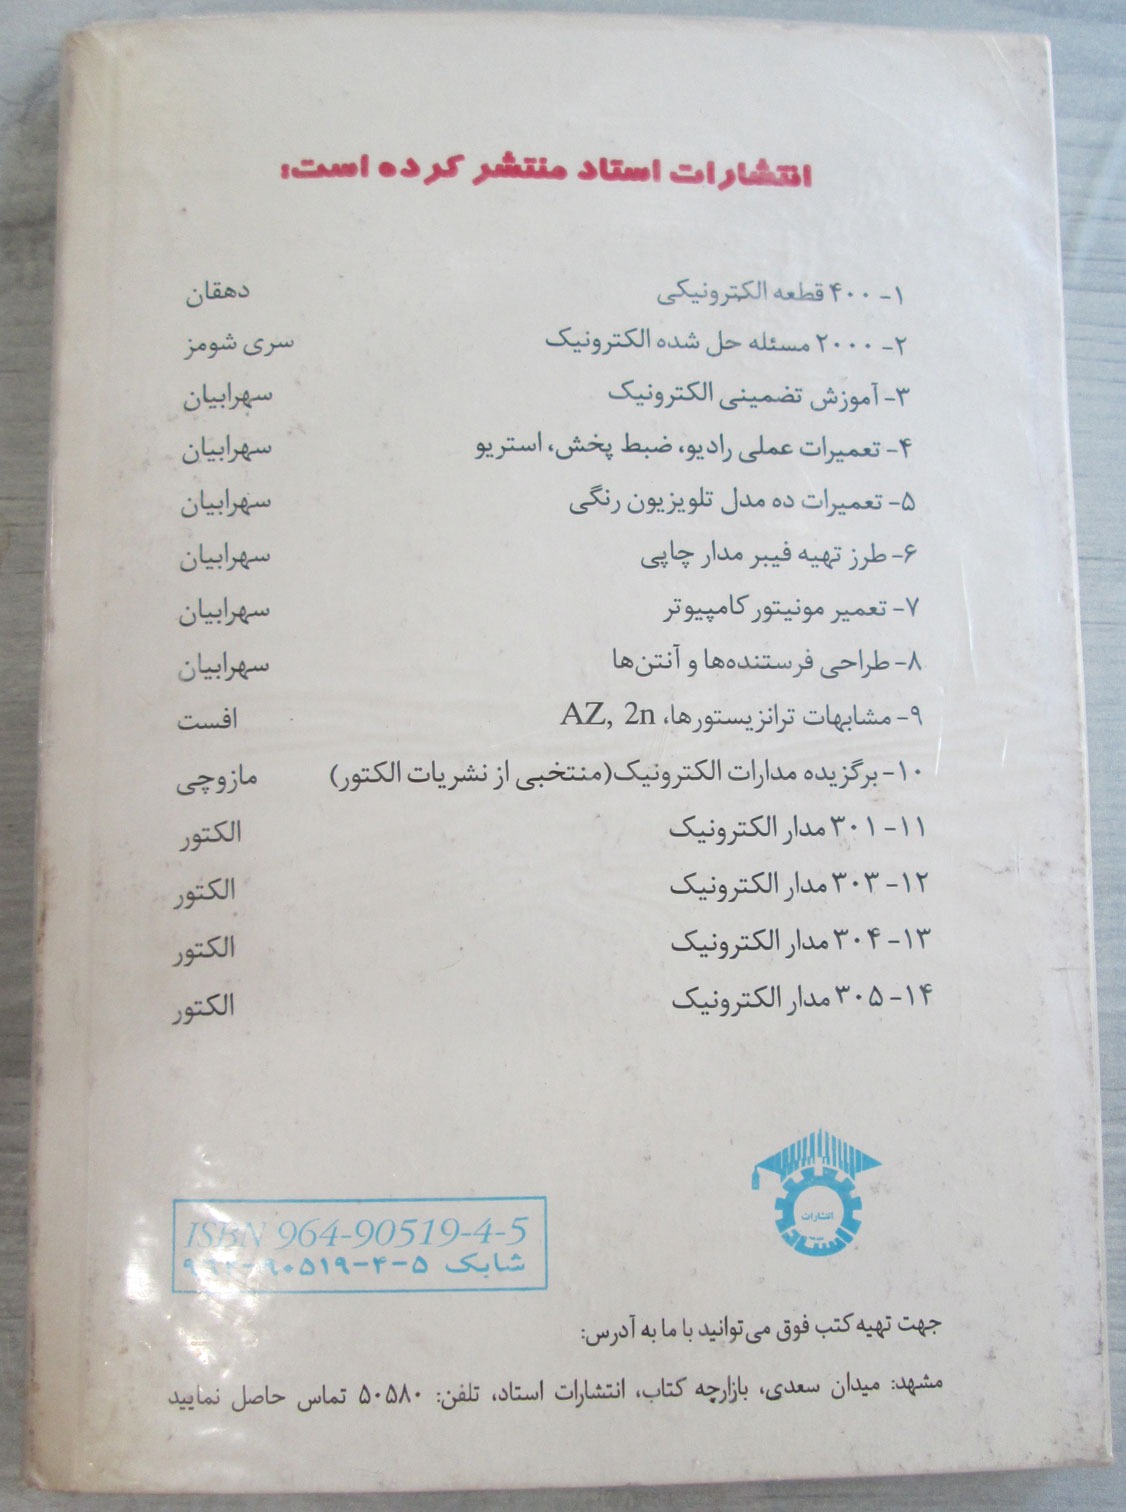 انتشارات استاد منتشر کرده است:
۱- ۴۰۰ قطعه الکترونیکی دهقان
۲- ۲۰۰۰ مسئله حل شده الکترونیک سری شومز
۳- آموزش تضمینی الکترونیک سهرابیان
۴- تعمیرات عملی رادیو، ضبط پخش، استریو سهرابیان
۵- تعمیرات ده مدل تلویزیون رنگی سهرابیان
۶- طرز تهیه فیبر مدار چاپی سهرابیان
۷- تعمیر مونیتور کامپیوتر سهرابیان
۸- طراحی فرستنده‌ها و آنتن‌ها سهرابیان
۹- مشابهات ترانزیستورها، AZ, 2n افست
۱۰- برگزیده مدارات الکترونیک (منتخبی از نشریات الکتور) مازوچی
۱۱- ۳۰۱ مدار الکترونیک الکتور
۱۲- ۳۰۳ مدار الکترونیک الکتور
۱۳- ۳۰۴ مدار الکترونیک الکتور
۱۴- ۳۰۵ مدار الکترونیک الکتور
انتشارات
استاد
ISBN 964-90519-4-5
شابک ۵-۴-۹۰۵۱۹-۹۶۴
جهت تهیه کتب فوق می‌توانید با ما به آدرس:
مشهد: میدان سعدی، بازارچه کتاب، انتشارات استاد، تلفن: ۵۰۵۸۰ تماس حاصل نمایید